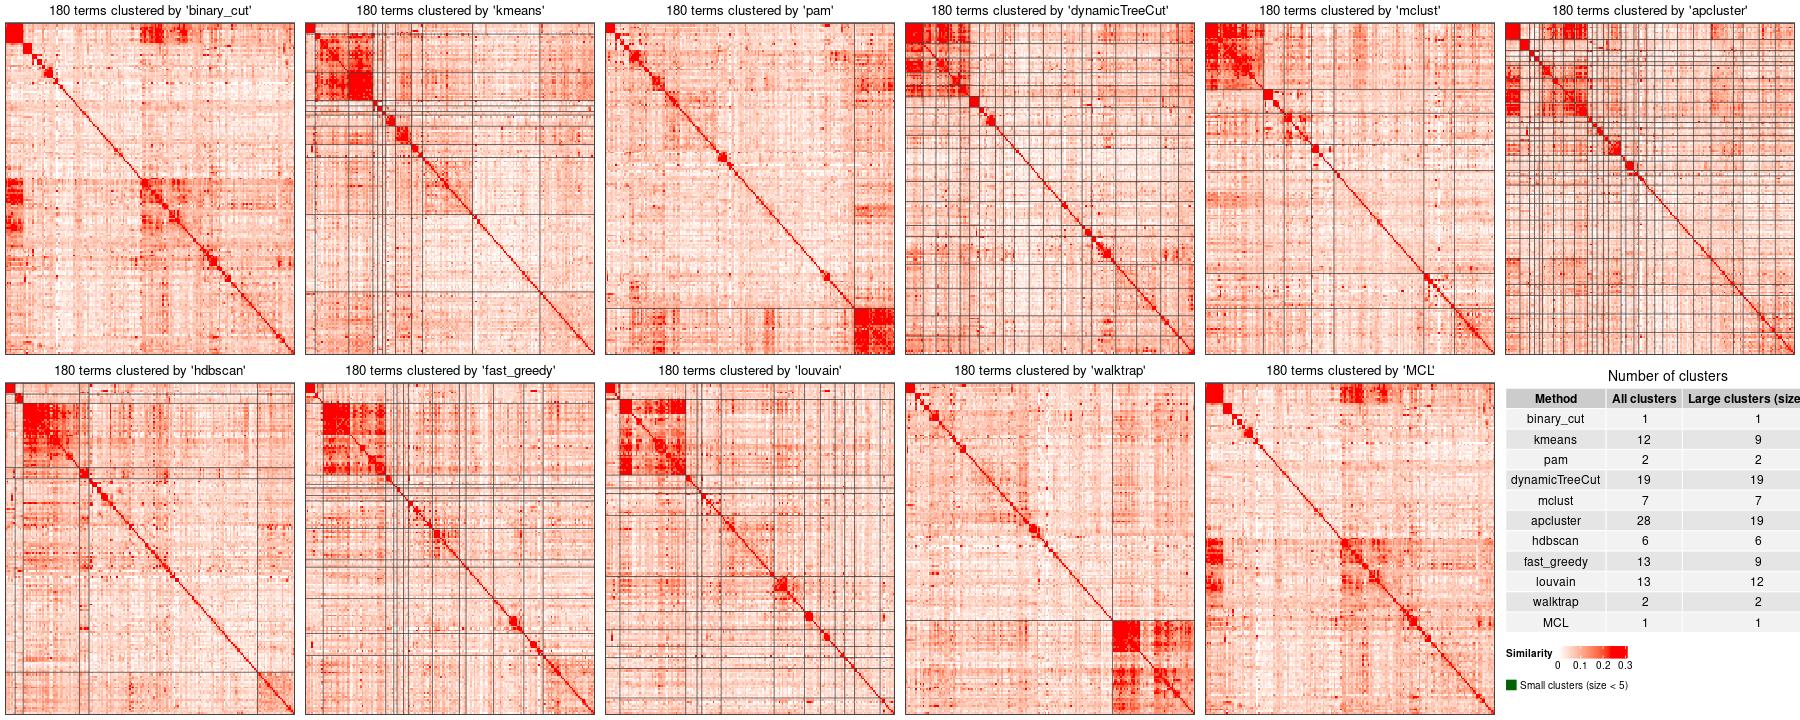 180 terms clustered by 'binary_cut'
180 terms clustered by 'kmeans'
180 terms clustered by 'pam'
180 terms clustered by 'dynamicTreeCut'
180 terms clustered by 'mclust'
180 terms clustered by 'apcluster'
180 terms clustered by 'hdbscan'
180 terms clustered by 'fast_greedy'
180 terms clustered by 'louvain'
180 terms clustered by 'walktrap'
180 terms clustered by 'MCL'
Number of clusters
Method All clusters Large clusters (size
binary_cut 1 1
kmeans 12 9
pam 2 2
dynamicTreeCut 19 19
mclust 7 7
apcluster 28 19
hdbscan 6 6
fast_greedy 13 9
louvain 13 12
walktrap 2 2
MCL 1 1
Similarity
0 0.1 0.2 0.3
Small clusters (size < 5)